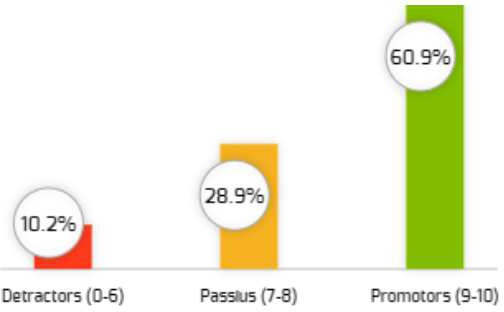 60.9%
28.9%
10.2%
Detractors (0-6) Passius (7-8) Promotors (9-10)